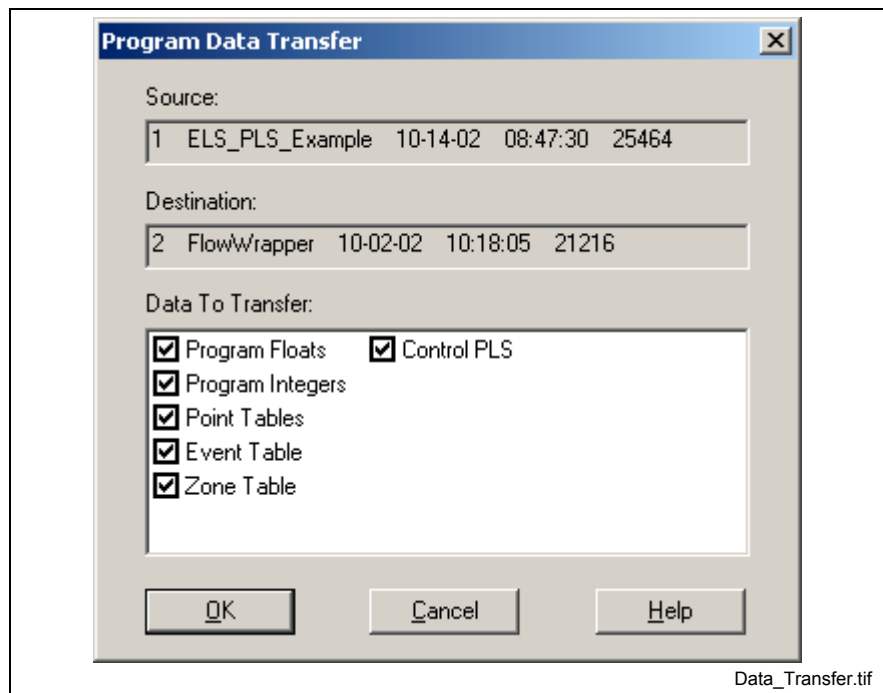 Program Data Transfer
Source:
1 ELS_PLS_Example 10-14-02 08:47:30 25464
Destination:
2 FlowWrapper 10-02-02 10:18:05 21216
Data To Transfer:
Program Floats Control PLS
Program Integers
Point Tables
Event Table
Zone Table
OK Cancel Help
Data_Transfer.tif